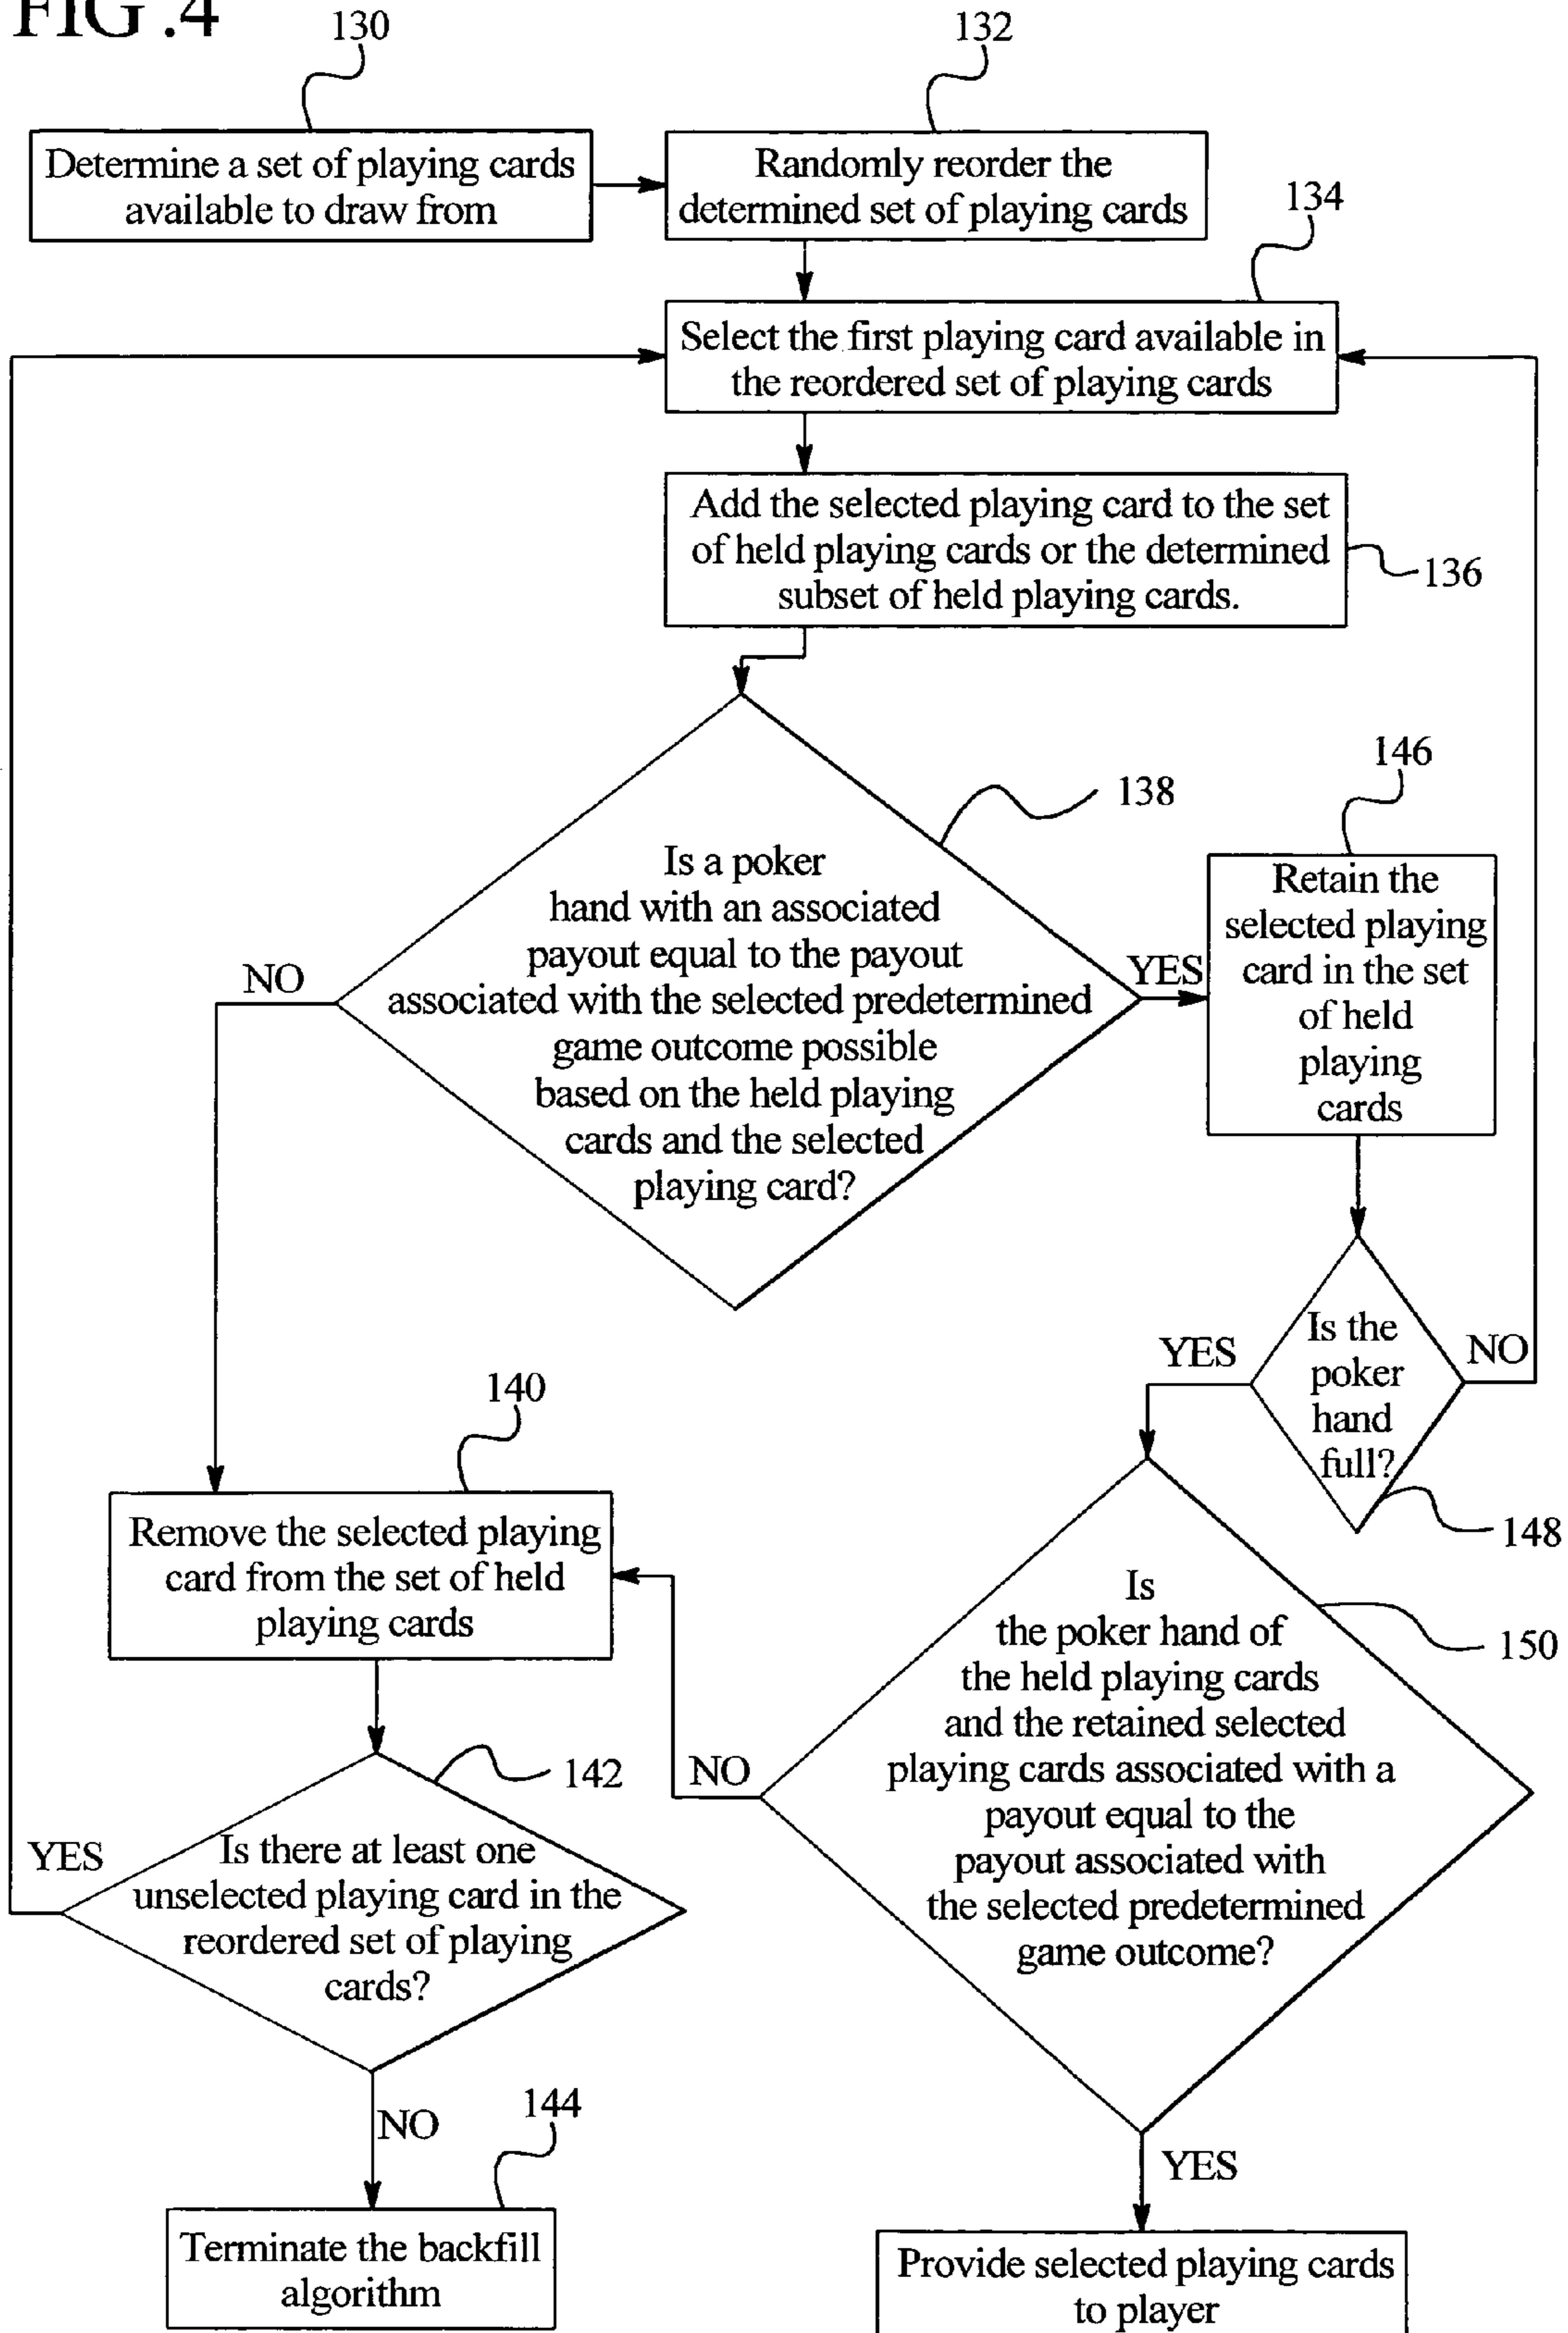 FIG.4
130
132
Determine a set of playing cards
available to draw from
Randomly reorder the
determined set of playing cards
134
Select the first playing card available in
the reordered set of playing cards
Add the selected playing card to the set
of held playing cards or the determined
subset of held playing cards.
136
138
Is a poker
hand with an associated
payout equal to the payout
associated with the selected predetermined
game outcome possible
based on the held playing
cards and the selected
playing card?
NO
YES
146
Retain the
selected playing
card in the set
of held
playing
cards
Is the
poker
hand
full?
YES
NO
148
140
Remove the selected playing
card from the set of held
playing cards
150
Is
the poker hand of
the held playing cards
and the retained selected
playing cards associated with a
payout equal to the
payout associated with
the selected predetermined
game outcome?
NO
142
Is there at least one
unselected playing card in the
reordered set of playing
cards?
YES
NO
144
Terminate the backfill
algorithm
YES
Provide selected playing cards
to player